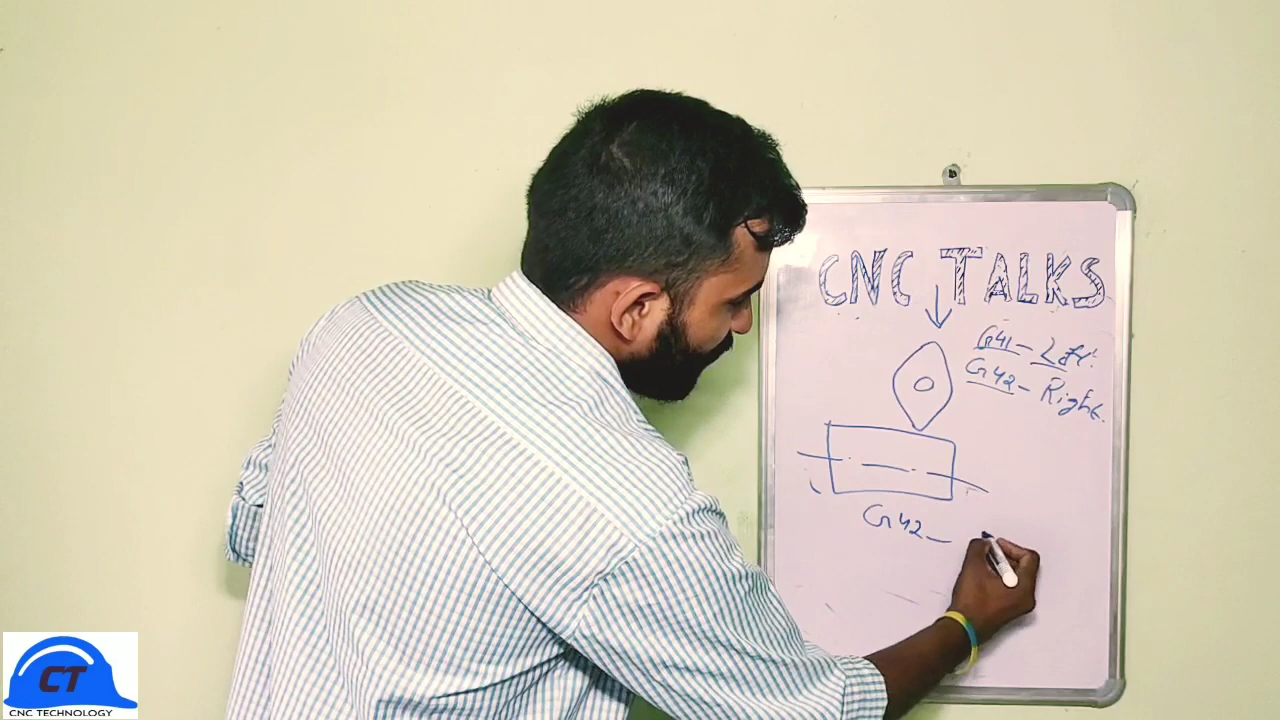 CNC TALKS
G41 - Left.
G42 - Right.
G42 -
CT
CNC TECHNOLOGY